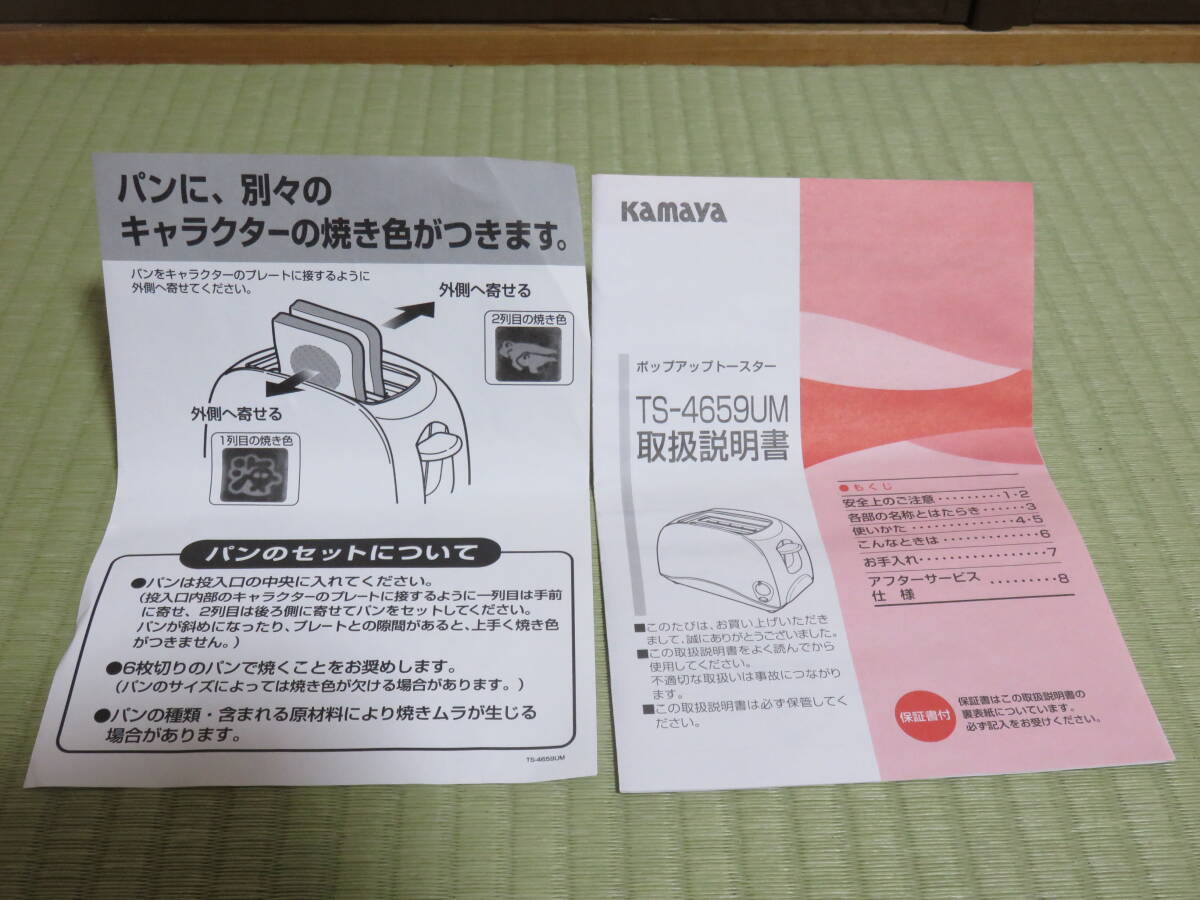 パンに、別々の
キャラクターの焼き色がつきます。
パンをキャラクターのプレートに接するように
外側へ寄せてください。
外側へ寄せる
2列目の焼き色
外側へ寄せる
1列目の焼き色
海
パンのセットについて
●パンは投入口の中央に入れてください。
(投入口内部のキャラクターのプレートに接するように一列目は手前
に寄せ、2列目は後ろ側に寄せてパンをセットしてください。
パンが斜めになったり、プレートとの隙間があると、上手く焼き色
がつきません。)
●6枚切りのパンで焼くことをお奨めします。
(パンのサイズによっては焼き色が欠ける場合があります。)
●パンの種類・含まれる原材料により焼きムラが生じる
場合があります。
TS-4659UM
Kamaya
ポップアップトースター
TS-4659UM
取扱説明書
■このたびは、お買い上げいただき
まして、誠にありがとうございました。
■この取扱説明書をよく読んでから
使用してください。
不適切な取扱いは事故につながり
ます。
■この取扱説明書は必ず保管してく
ださい。
●もくじ
安全上のご注意・・・・・・・・・1・2
各部の名称とはたらき・・・・・・3
使いかた・・・・・・・・・・・・4・5
こんなときは・・・・・・・・・・・6
お手入れ・・・・・・・・・・・・・7
アフターサービス
仕様・・・・・・・・・8
保証書付
保証書はこの取扱説明書の
裏表紙についています。
必ず記入をお受けください。